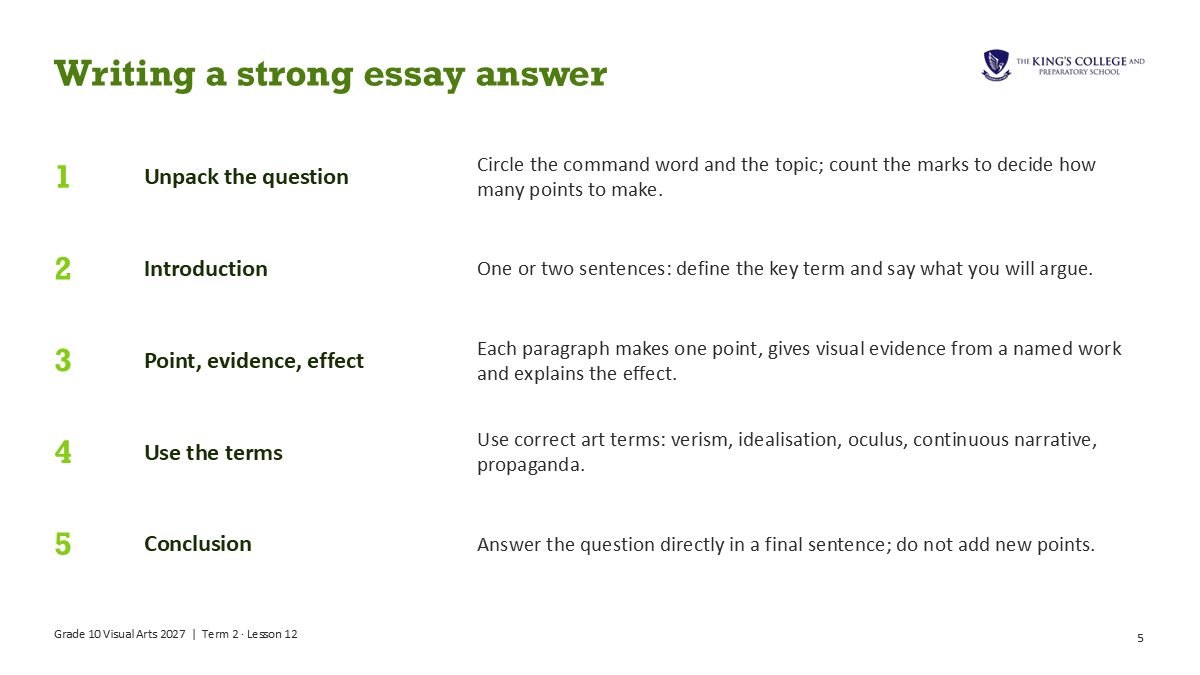 Writing a strong essay answer
THE KING'S COLLEGE AND
PREPARATORY SCHOOL
1
Unpack the question
Circle the command word and the topic; count the marks to decide how
many points to make.
2
Introduction
One or two sentences: define the key term and say what you will argue.
3
Point, evidence, effect
Each paragraph makes one point, gives visual evidence from a named work
and explains the effect.
4
Use the terms
Use correct art terms: verism, idealisation, oculus, continuous narrative,
propaganda.
5
Conclusion
Answer the question directly in a final sentence; do not add new points.
Grade 10 Visual Arts 2027 | Term 2 · Lesson 12
5